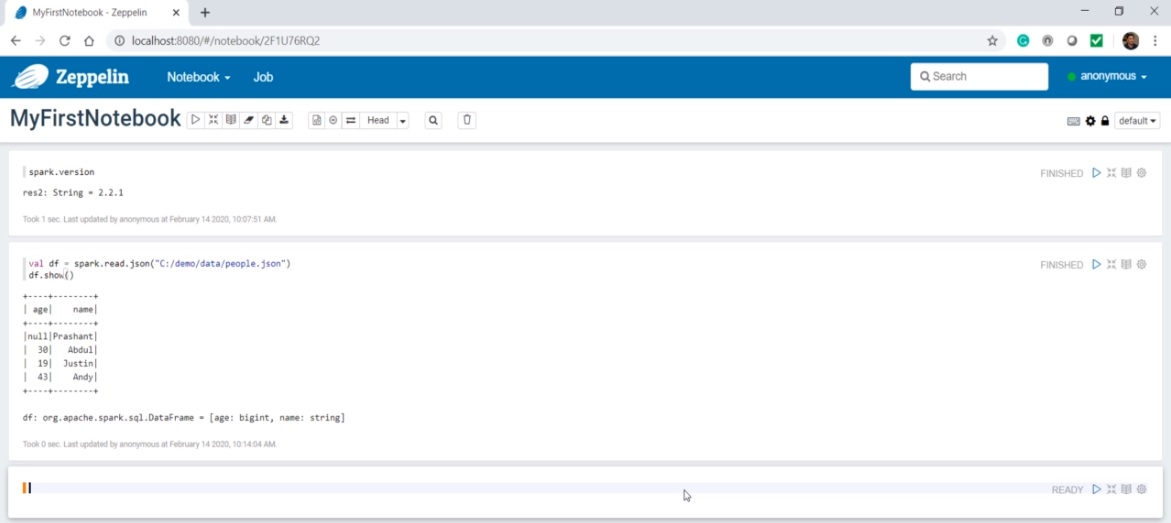 MyFirstNotebook - Zeppelin
localhost:8080/#/notebook/2F1U76RQ2
Zeppelin Notebook Job Search anonymous
MyFirstNotebook Head default
spark.version FINISHED
res2: String = 2.2.1
Took 1 sec. Last updated by anonymous at February 14 2020, 10:07:51 AM.
val df = spark.read.json("C:/demo/data/people.json") FINISHED
df.show()
+----+--------+
| age|    name|
+----+--------+
|null|Prashant|
|  30|   Abdul|
|  19|  Justin|
|  43|    Andy|
+----+--------+
df: org.apache.spark.sql.DataFrame = [age: bigint, name: string]
Took 0 sec. Last updated by anonymous at February 14 2020, 10:14:04 AM.
READY